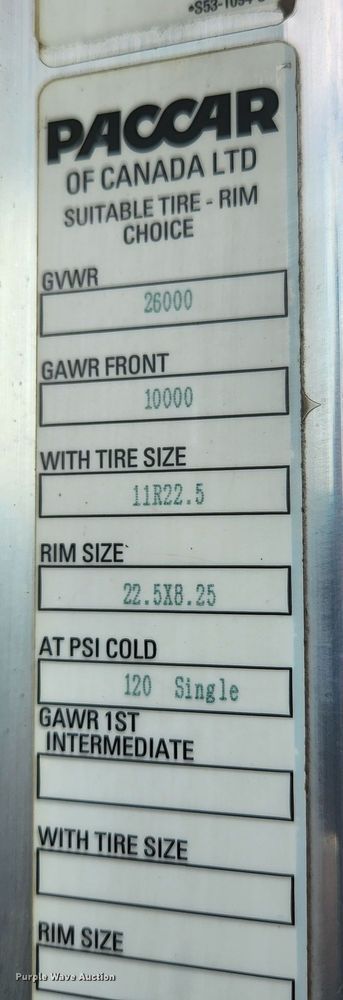 PACCAR
OF CANADA LTD
SUITABLE TIRE - RIM
CHOICE
GVWR
26000
GAWR FRONT
10000
WITH TIRE SIZE
11R22.5
RIM SIZE
22.5X8.25
AT PSI COLD
120 Single
GAWR 1ST
INTERMEDIATE
WITH TIRE SIZE
RIM SIZE
Purple Wave Auction